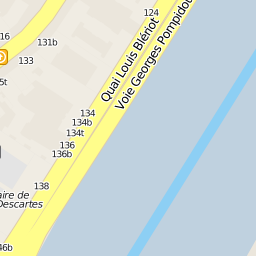 124
16
131b
133
5t
Quai Louis Blériot
Voie Georges Pompidou
134
134b
134t
136
136b
138
aire de
Descartes
46b